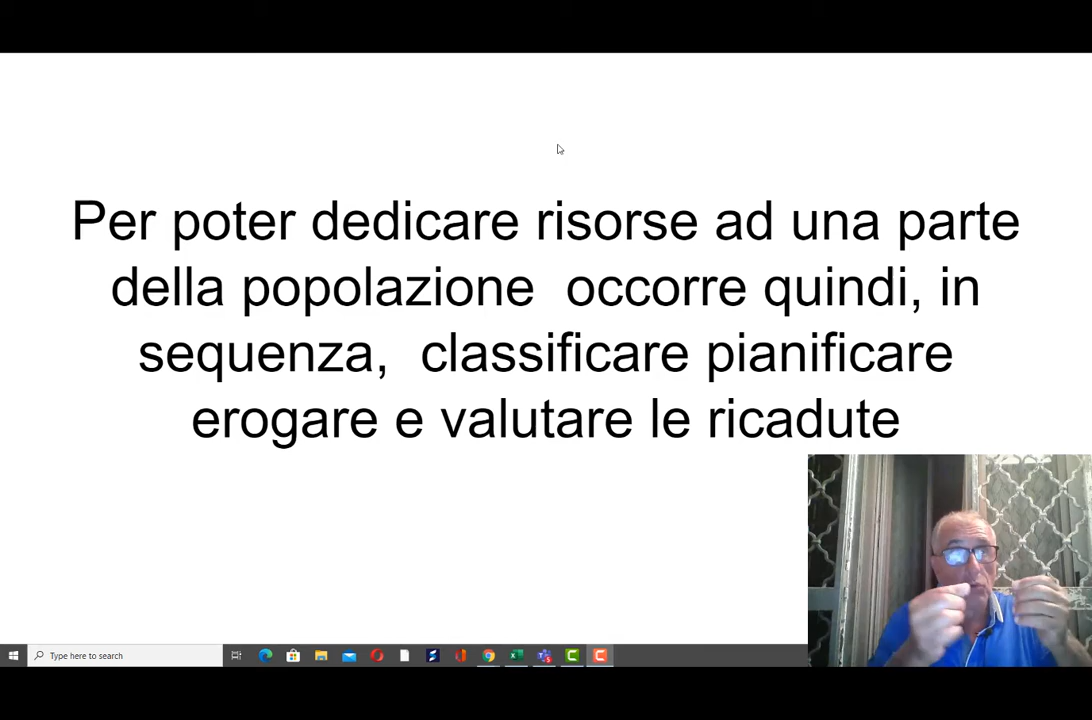 Per poter dedicare risorse ad una parte
della popolazione occorre quindi, in
sequenza, classificare pianificare
erogare e valutare le ricadute
Type here to search